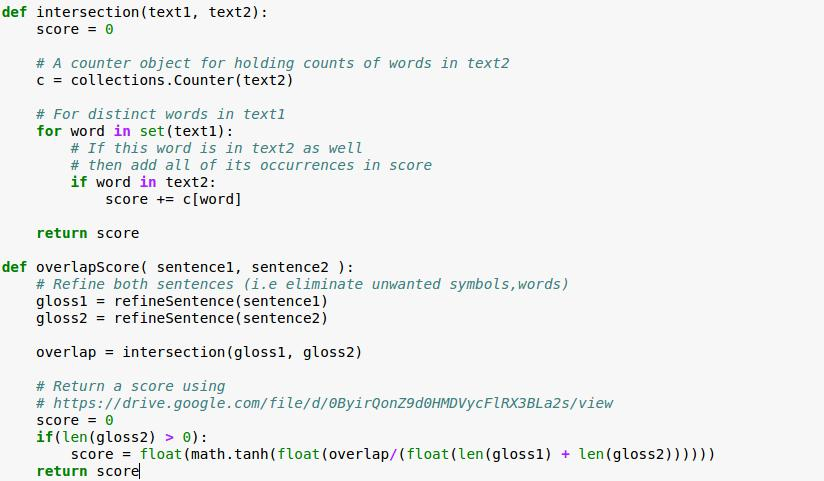 def intersection(text1, text2):
    score = 0

    # A counter object for holding counts of words in text2
    c = collections.Counter(text2)

    # For distinct words in text1
    for word in set(text1):
        # If this word is in text2 as well
        # then add all of its occurrences in score
        if word in text2:
            score += c[word]

    return score

def overlapScore( sentence1, sentence2 ):
    # Refine both sentences (i.e eliminate unwanted symbols,words)
    gloss1 = refineSentence(sentence1)
    gloss2 = refineSentence(sentence2)

    overlap = intersection(gloss1, gloss2)

    # Return a score using
    # https://drive.google.com/file/d/0ByirQonZ9d0HMDVycFlRX3BLa2s/view
    score = 0
    if(len(gloss2) > 0):
        score = float(math.tanh(float(overlap/(float(len(gloss1) + len(gloss2))))))
    return score